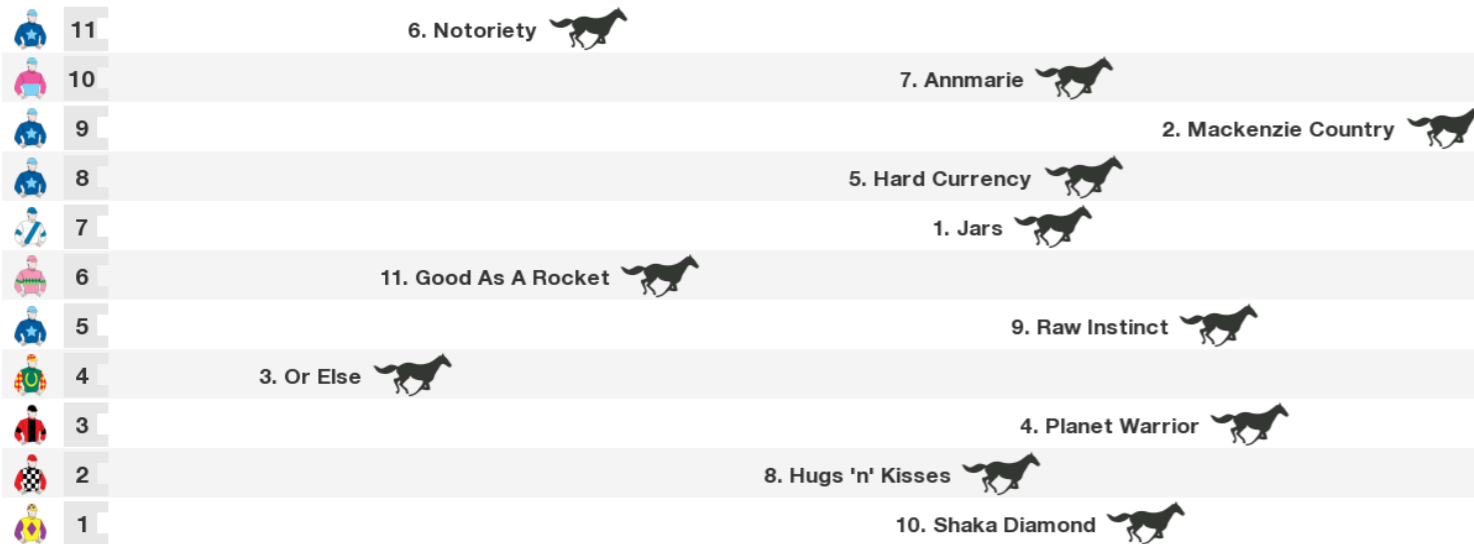 11 6. Notoriety
10 7. Annmarie
9 2. Mackenzie Country
8 5. Hard Currency
7 1. Jars
6 11. Good As A Rocket
5 9. Raw Instinct
4 3. Or Else
3 4. Planet Warrior
2 8. Hugs 'n' Kisses
1 10. Shaka Diamond